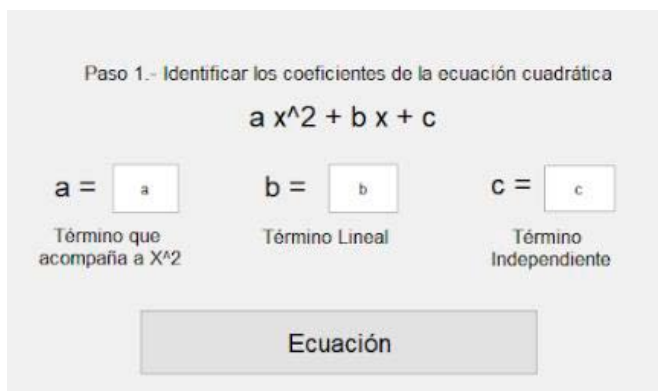 Paso 1.- Identificar los coeficientes de la ecuación cuadrática
a x^2 + b x + c
a = a
b = b
c = c
Término que
acompaña a X^2
Término Lineal
Término
Independiente
Ecuación